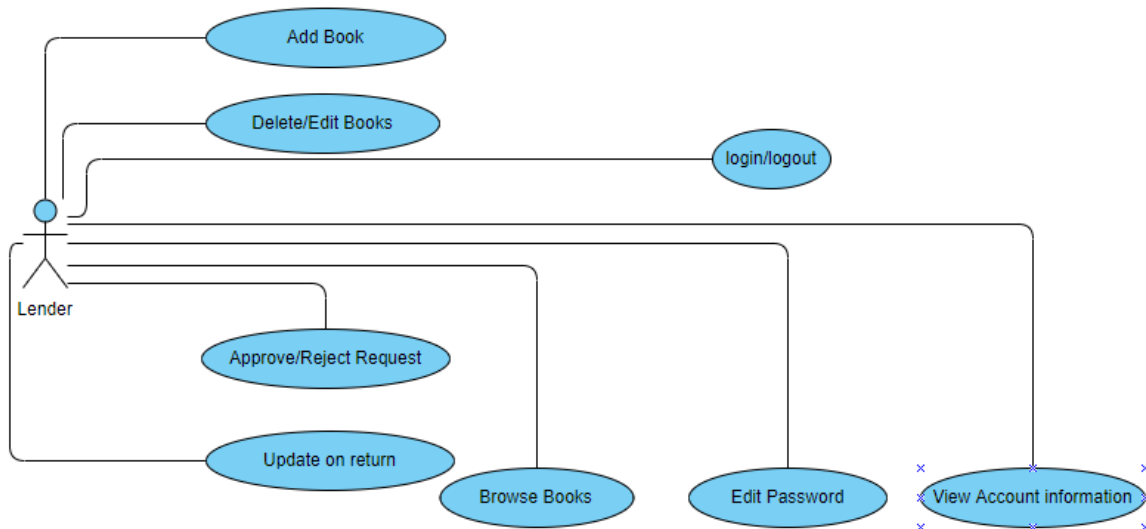 Add Book
Delete/Edit Books
login/logout
Lender
Approve/Reject Request
Update on return
Browse Books
Edit Password
View Account information